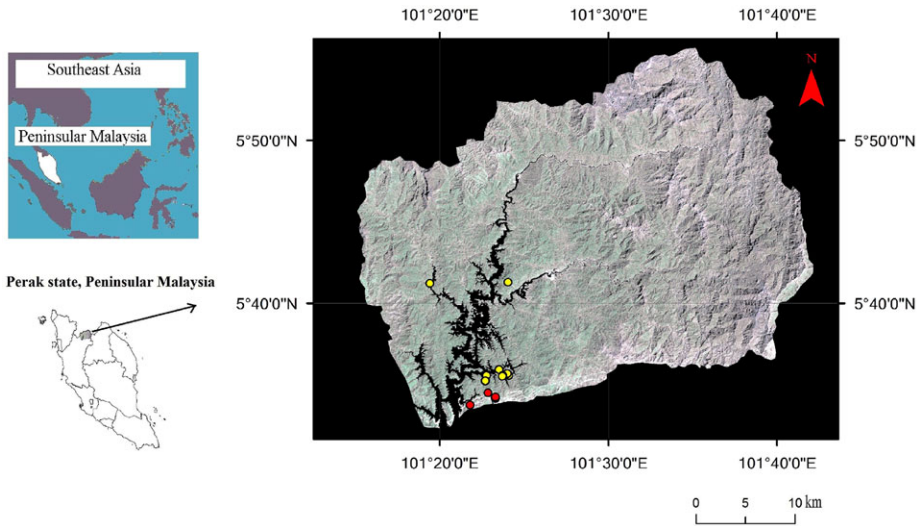 Southeast Asia
Peninsular Malaysia
Perak state, Peninsular Malaysia
101°20'0"E 101°30'0"E 101°40'0"E
N
5°50'0"N 5°50'0"N
5°40'0"N 5°40'0"N
101°20'0"E 101°30'0"E 101°40'0"E
0 5 10 km